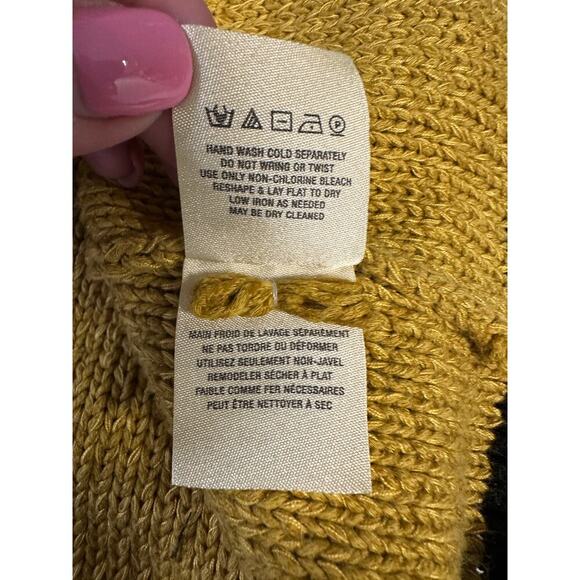 HAND WASH COLD SEPARATELY
DO NOT WRING OR TWIST
USE ONLY NON-CHLORINE BLEACH
RESHAPE & LAY FLAT TO DRY
LOW IRON AS NEEDED
MAY BE DRY CLEANED
MAIN FROID DE LAVAGE SÉPARÉMENT
NE PAS TORDRE OU DÉFORMER
UTILISEZ SEULEMENT NON-JAVEL
REMODELER SÉCHER À PLAT
FAIBLE COMME FER NÉCESSAIRES
PEUT ÊTRE NETTOYER À SEC